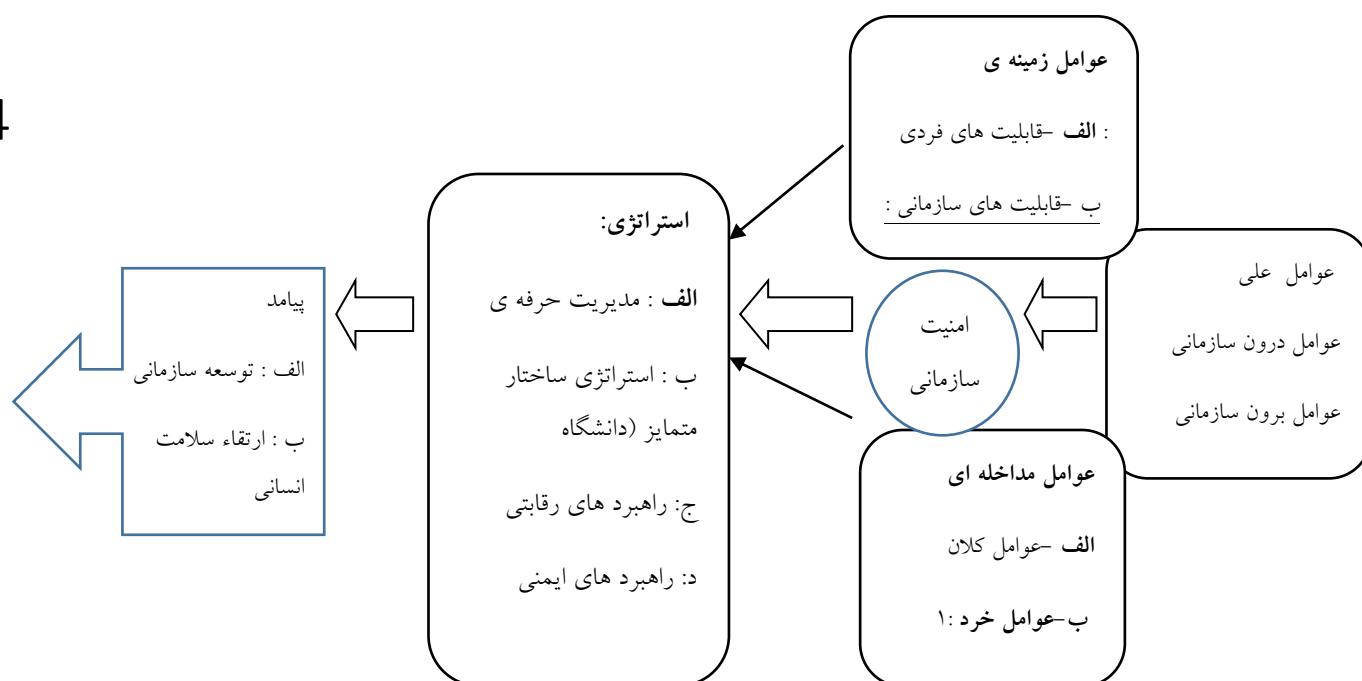 عوامل زمینه ی
: الف –قابلیت های فردی
ب –قابلیت های سازمانی :
عوامل علی
عوامل درون سازمانی
عوامل برون سازمانی
امنیت
سازمانی
عوامل مداخله ای
الف –عوامل کلان
ب–عوامل خرد :۱
استراتژی:
الف : مدیریت حرفه ی
ب : استراتژی ساختار
متمایز (دانشگاه
ج: راهبرد های رقابتی
د: راهبرد های ایمنی
پیامد
الف : توسعه سازمانی
ب : ارتقاء سلامت
انسانی